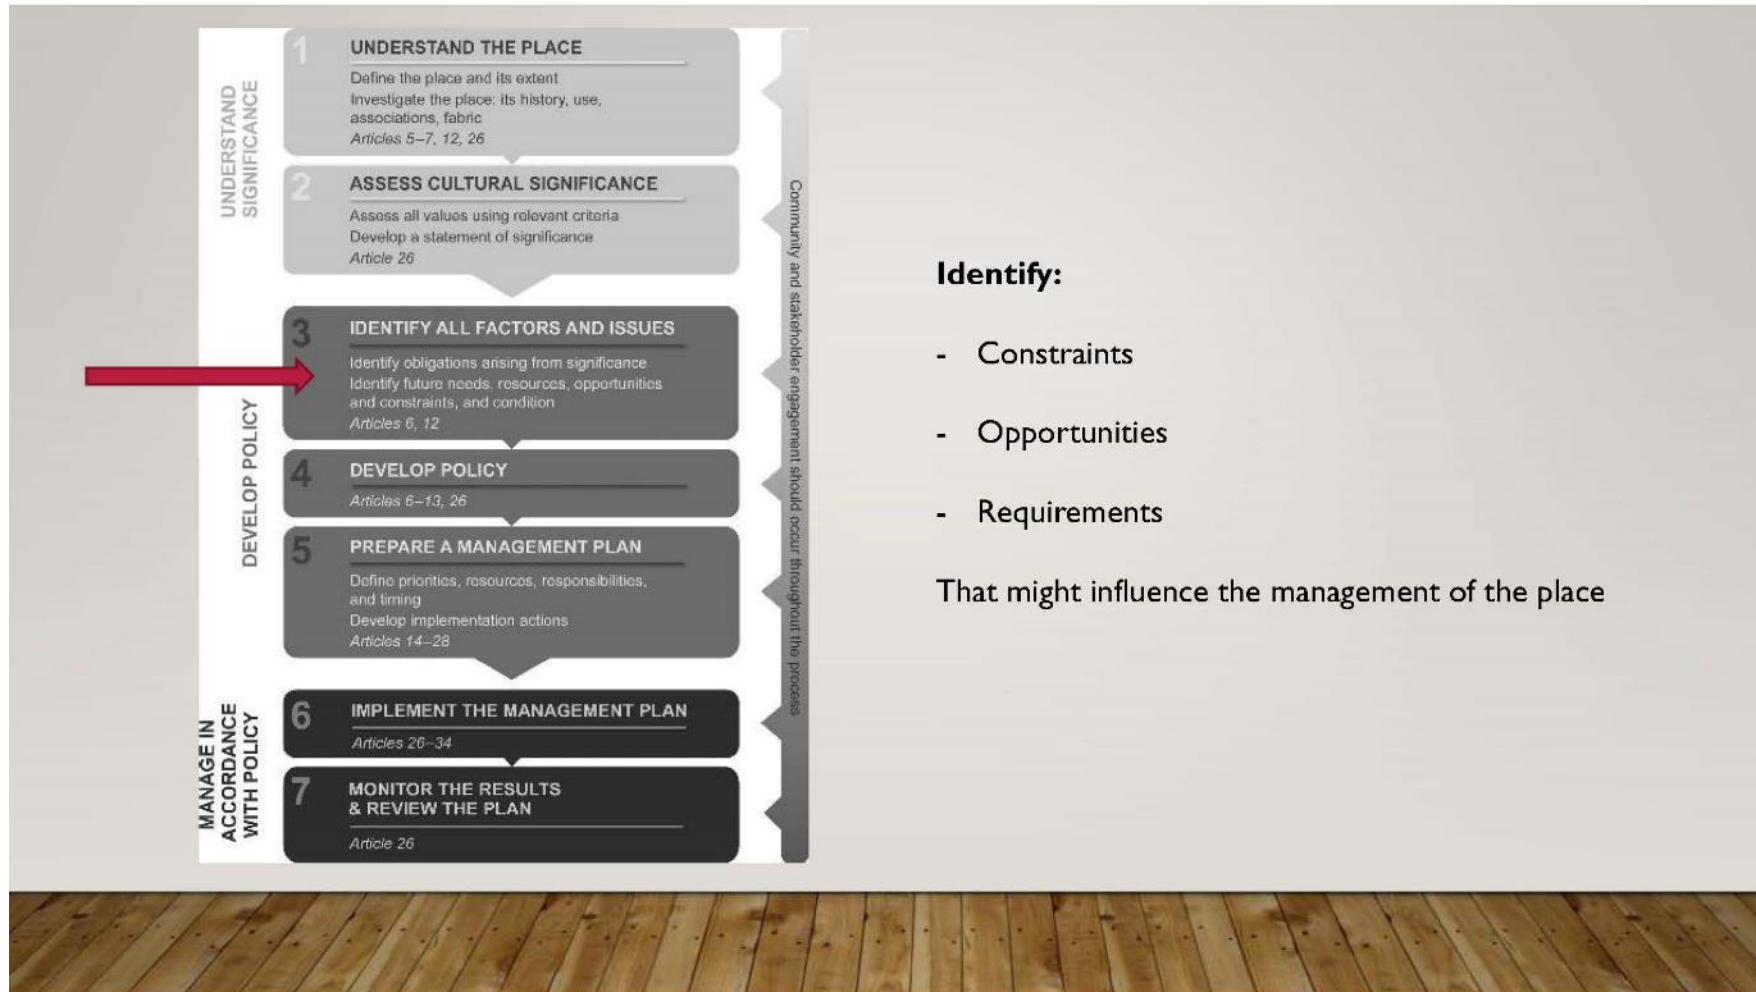 UNDERSTAND
SIGNIFICANCE
1
UNDERSTAND THE PLACE
Define the place and its extent
Investigate the place: its history, use,
associations, fabric
Articles 5–7, 12, 26
2
ASSESS CULTURAL SIGNIFICANCE
Assess all values using relevant criteria
Develop a statement of significance
Article 26
DEVELOP POLICY
3
IDENTIFY ALL FACTORS AND ISSUES
Identify obligations arising from significance
Identify future needs, resources, opportunities
and constraints, and condition
Articles 6, 12
4
DEVELOP POLICY
Articles 6–13, 26
5
PREPARE A MANAGEMENT PLAN
Define priorities, resources, responsibilities,
and timing
Develop implementation actions
Articles 14–28
MANAGE IN
ACCORDANCE
WITH POLICY
6
IMPLEMENT THE MANAGEMENT PLAN
Articles 26–34
7
MONITOR THE RESULTS
& REVIEW THE PLAN
Article 26
Community and stakeholder engagement should occur throughout the process
Identify:
- Constraints
- Opportunities
- Requirements
That might influence the management of the place